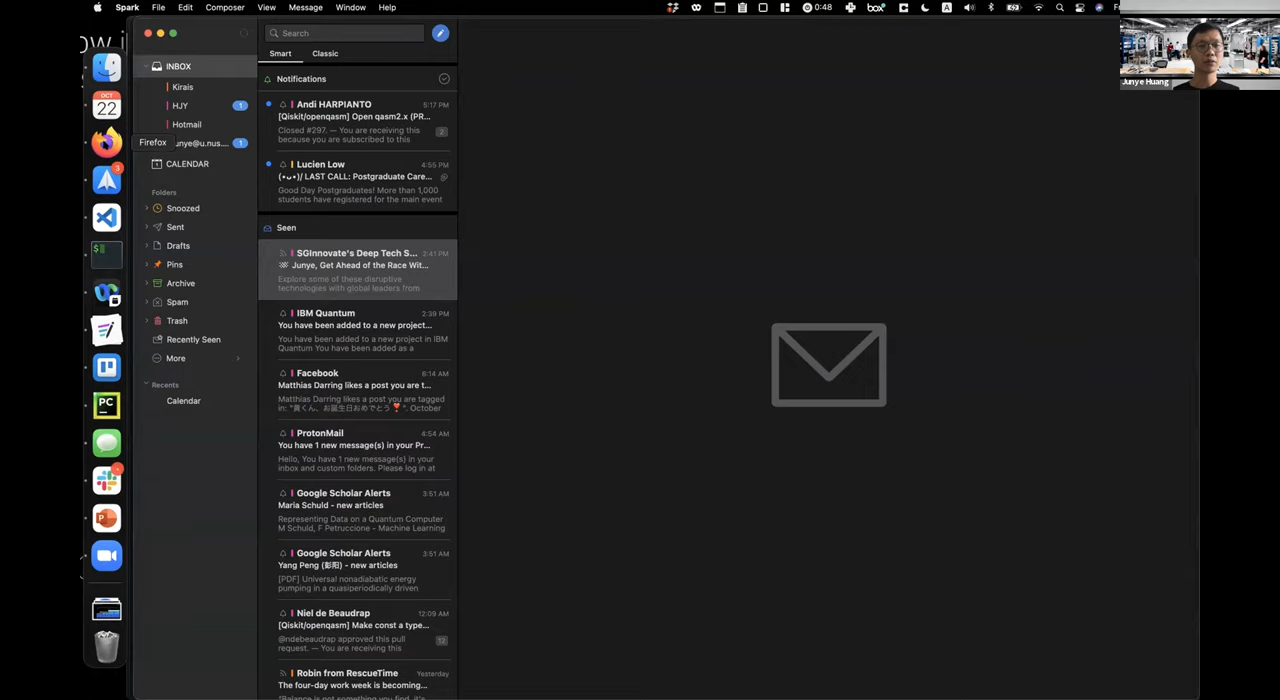 Spark File Edit Composer View Message Window Help
0:48
box
A
Junye Huang
ow i
OCT
22
Firefox
3
PC
INBOX
Kirais
HJY 1
Hotmail
unye@u.nus.... 1
CALENDAR
Folders
Snoozed
Sent
Drafts
Pins
Archive
Spam
Trash
Recently Seen
More
Recents
Calendar
Search
Smart Classic
Notifications
Andi HARPIANTO 5:17 PM
[Qiskit/openqasm] Open qasm2.x (PR...
Closed #297. — You are receiving this 2
because you are subscribed to this
Lucien Low 4:55 PM
(•ᴗ•)/ LAST CALL: Postgraduate Care...
Good Day Postgraduates! More than 1,000
students have registered for the main event
Seen
SGInnovate's Deep Tech S... 2:41 PM
Junye, Get Ahead of the Race Wit...
Explore some of these disruptive
technologies with global leaders from
IBM Quantum 2:39 PM
You have been added to a new project...
You have been added to a new project in IBM
Quantum You have been added as a
Facebook 6:14 AM
Matthias Darring likes a post you are t...
Matthias Darring likes a post you are tagged
in: "黄くん、お誕生日おめでとう❣️". October
ProtonMail 4:54 AM
You have 1 new message(s) in your Pr...
Hello, You have 1 new message(s) in your
inbox and custom folders. Please log in at
Google Scholar Alerts 3:51 AM
Maria Schuld - new articles
Representing Data on a Quantum Computer
M Schuld, F Petruccione - Machine Learning
Google Scholar Alerts 3:51 AM
Yang Peng (彭阳) - new articles
[PDF] Universal nonadiabatic energy
pumping in a quasiperiodically driven
Niel de Beaudrap 12:09 AM
[Qiskit/openqasm] Make const a type...
@ndebeaudrap approved this pull 12
request. — You are receiving this
Robin from RescueTime Yesterday
The four-day work week is becoming...
"Balance is not something you find, it's